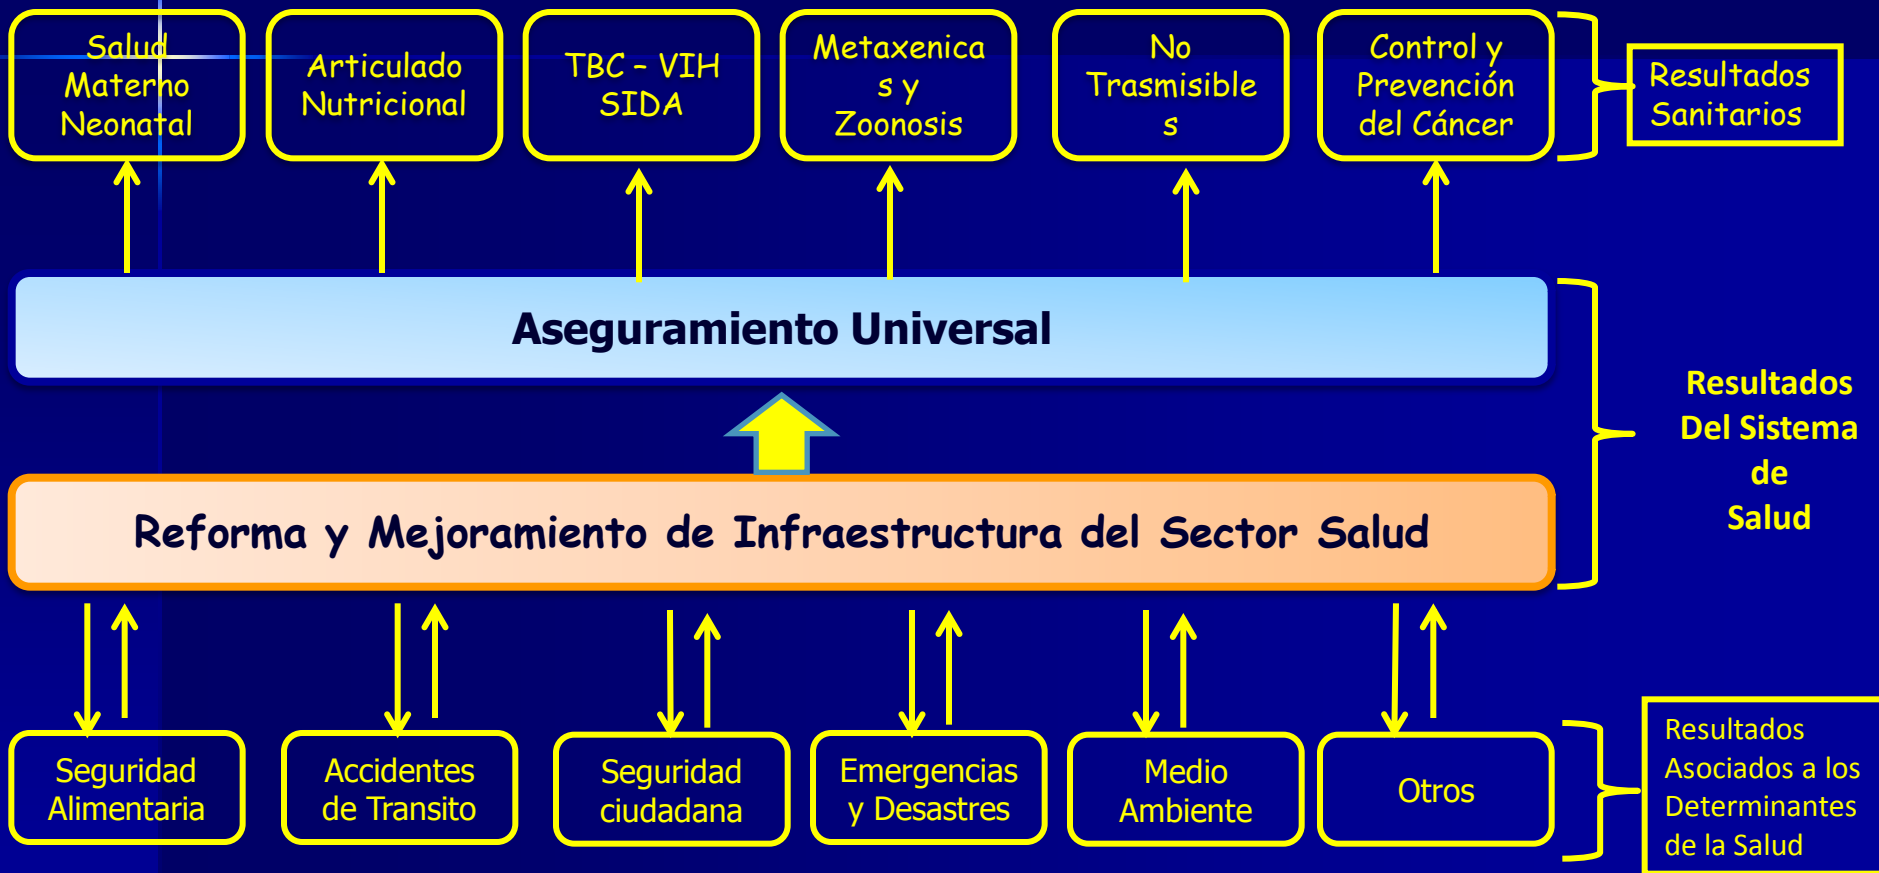 Salud
Materno
Neonatal
Articulado
Nutricional
TBC – VIH
SIDA
Metaxenica
s y
Zoonosis
No
Trasmisible
s
Control y
Prevención
del Cáncer
Resultados
Sanitarios
Aseguramiento Universal
Resultados
Del Sistema
de
Salud
Reforma y Mejoramiento de Infraestructura del Sector Salud
Seguridad
Alimentaria
Accidentes
de Transito
Seguridad
ciudadana
Emergencias
y Desastres
Medio
Ambiente
Otros
Resultados
Asociados a los
Determinantes
de la Salud